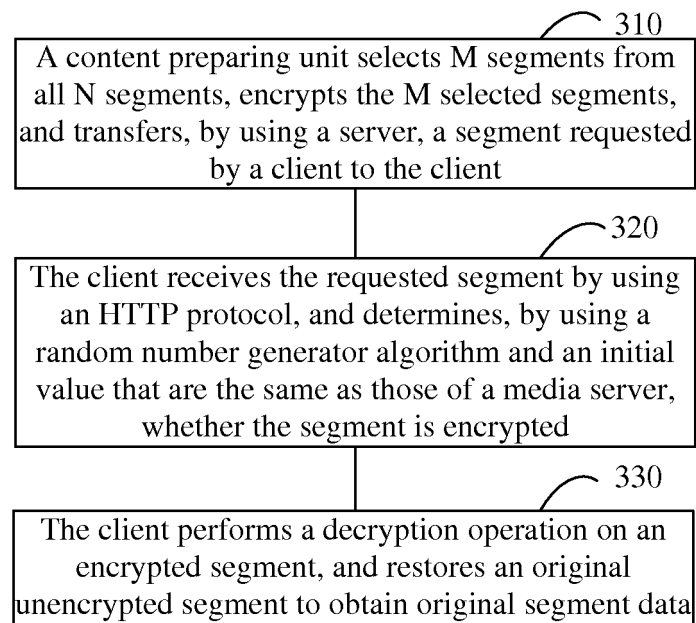 310
A content preparing unit selects M segments from
all N segments, encrypts the M selected segments,
and transfers, by using a server, a segment requested
by a client to the client
320
The client receives the requested segment by using
an HTTP protocol, and determines, by using a
random number generator algorithm and an initial
value that are the same as those of a media server,
whether the segment is encrypted
330
The client performs a decryption operation on an
encrypted segment, and restores an original
unencrypted segment to obtain original segment data